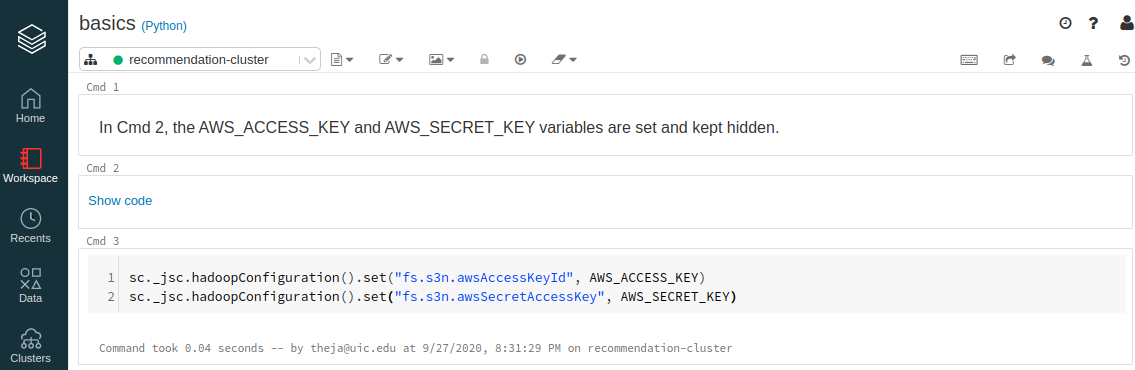 basics (Python)
recommendation-cluster
Cmd 1
In Cmd 2, the AWS_ACCESS_KEY and AWS_SECRET_KEY variables are set and kept hidden.
Cmd 2
Show code
Cmd 3
1 sc._jsc.hadoopConfiguration().set("fs.s3n.awsAccessKeyId", AWS_ACCESS_KEY)
2 sc._jsc.hadoopConfiguration().set("fs.s3n.awsSecretAccessKey", AWS_SECRET_KEY)
Command took 0.04 seconds -- by theja@uic.edu at 9/27/2020, 8:31:29 PM on recommendation-cluster
Home
Workspace
Recents
Data
Clusters